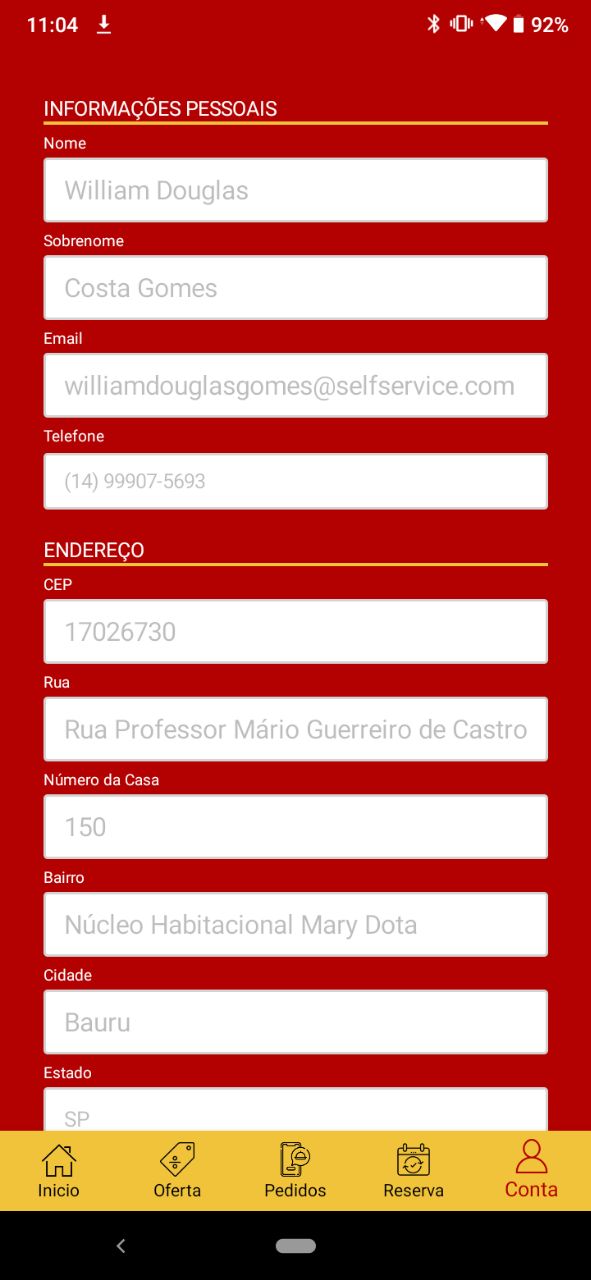 11:04
92%
INFORMAÇÕES PESSOAIS
Nome
William Douglas
Sobrenome
Costa Gomes
Email
williamdouglasgomes@selfservice.com
Telefone
(14) 99907-5693
ENDEREÇO
CEP
17026730
Rua
Rua Professor Mário Guerreiro de Castro
Número da Casa
150
Bairro
Núcleo Habitacional Mary Dota
Cidade
Bauru
Estado
SP
Inicio Oferta Pedidos Reserva Conta